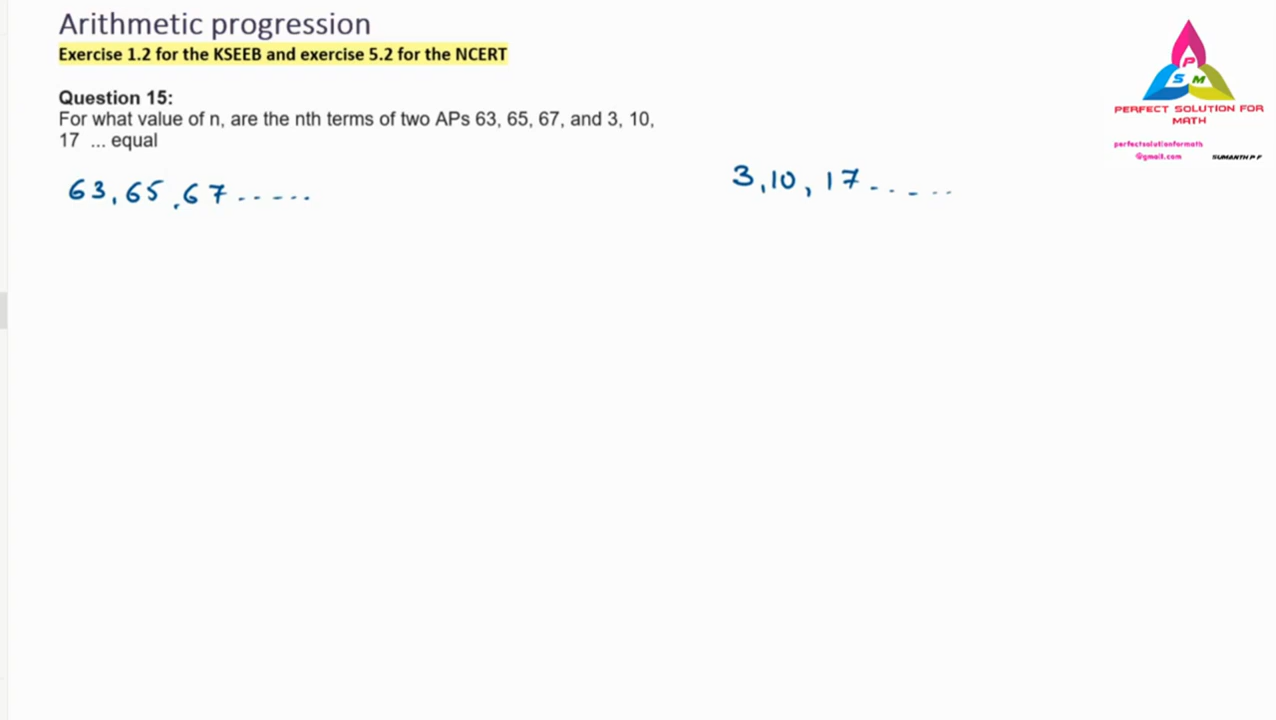 Arithmetic progression
Exercise 1.2 for the KSEEB and exercise 5.2 for the NCERT
Question 15:
For what value of n, are the nth terms of two APs 63, 65, 67, and 3, 10,
17 ... equal
63, 65, 67 ......
3, 10, 17 ......
P
S M
PERFECT SOLUTION FOR
MATH
perfectsolutionformath
@gmail.com
SUMANTH P F